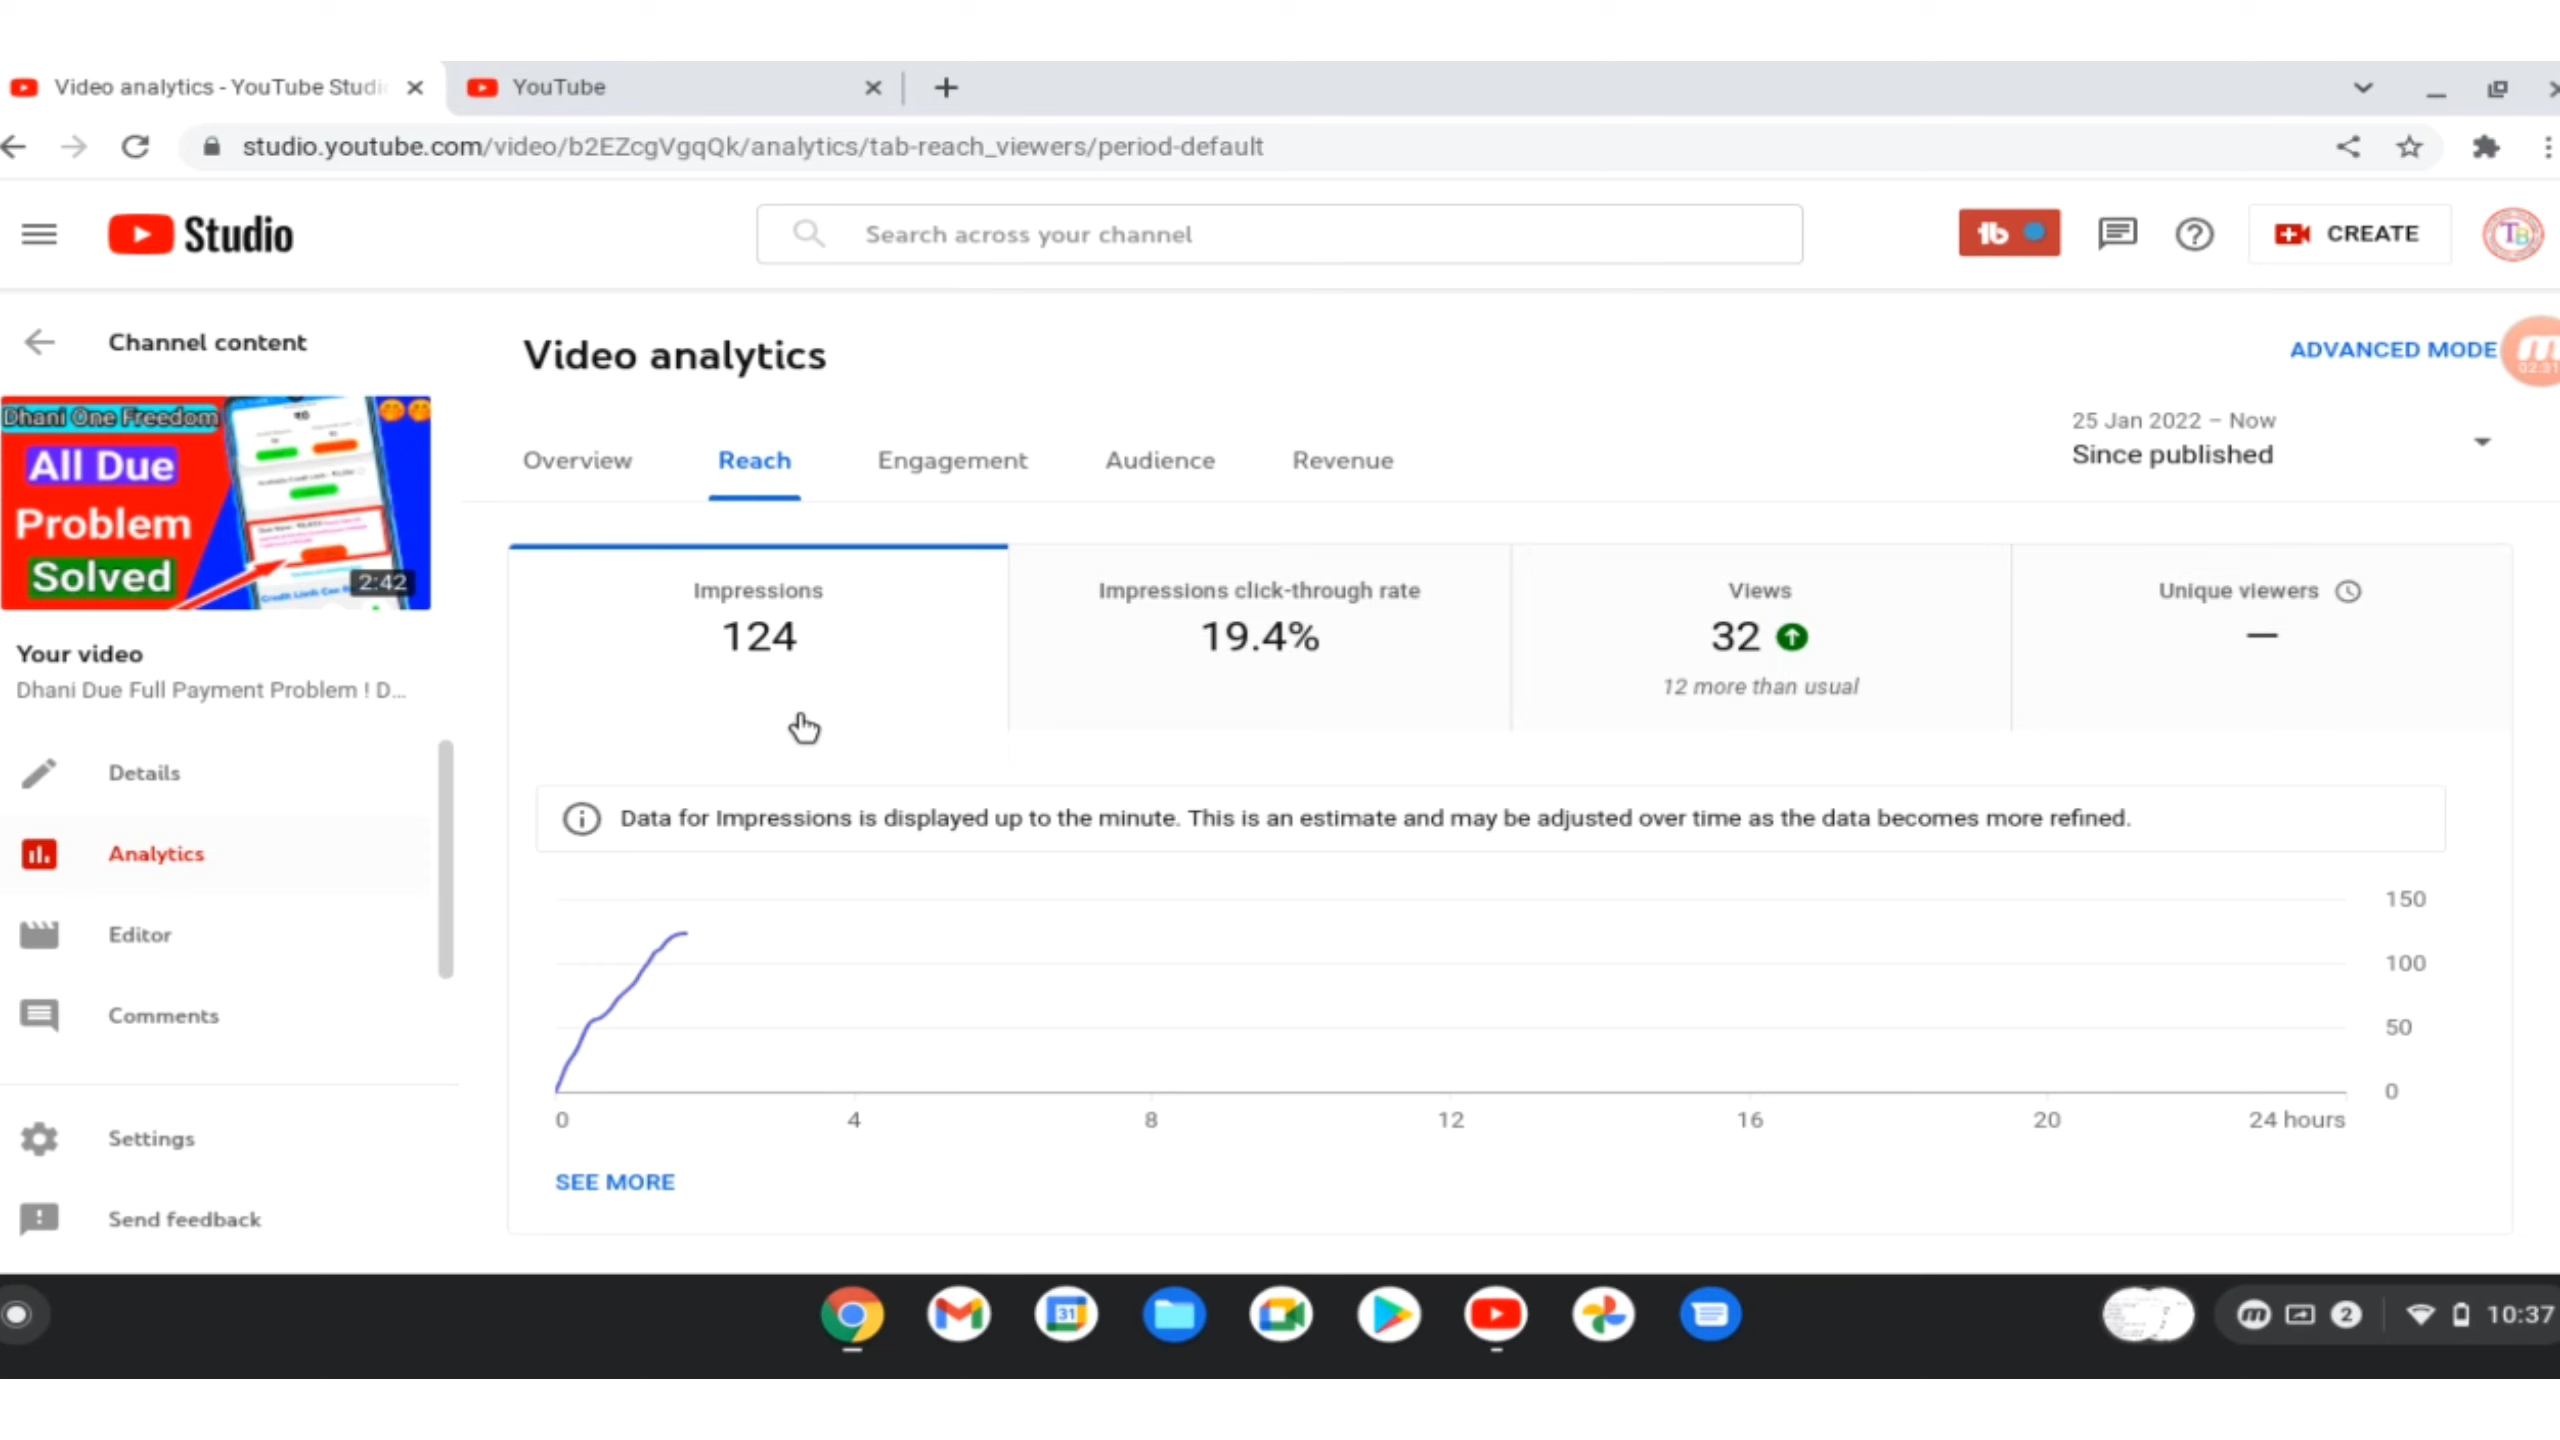 Video analytics - YouTube Studi
YouTube
studio.youtube.com/video/b2EZcgVgqQk/analytics/tab-reach_viewers/period-default
Studio
Search across your channel
CREATE
Channel content
Dhani One Freedom
All Due
Problem
Solved
2:42
Your video
Dhani Due Full Payment Problem ! D...
Details
Analytics
Editor
Comments
Settings
Send feedback
Video analytics
ADVANCED MODE
02:31
Overview
Reach
Engagement
Audience
Revenue
25 Jan 2022 – Now
Since published
Impressions
124
Impressions click-through rate
19.4%
Views
32
12 more than usual
Unique viewers
—
Data for Impressions is displayed up to the minute. This is an estimate and may be adjusted over time as the data becomes more refined.
150
100
50
0
0 4 8 12 16 20 24 hours
SEE MORE
31
2
10:37